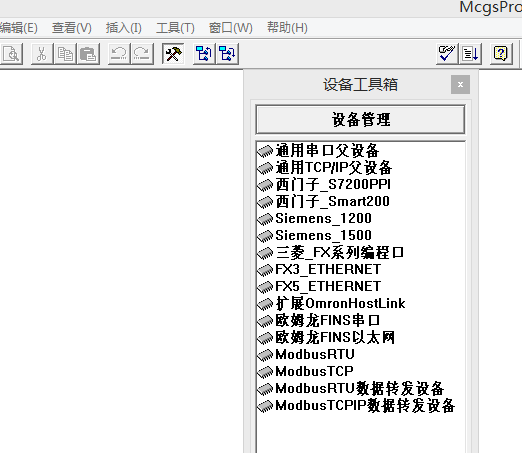 McgsPro
编辑(E) 查看(V) 插入(I) 工具(T) 窗口(W) 帮助(H)
设备工具箱
设备管理
通用串口父设备
通用TCP/IP父设备
西门子_S7200PPI
西门子_Smart200
Siemens_1200
Siemens_1500
三菱_FX系列编程口
FX3_ETHERNET
FX5_ETHERNET
扩展OmronHostLink
欧姆龙FINS串口
欧姆龙FINS以太网
ModbusRTU
ModbusTCP
ModbusRTU数据转发设备
ModbusTCPIP数据转发设备